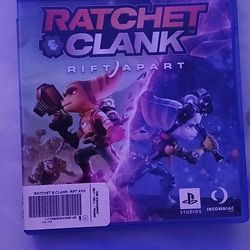 RATCHET
& CLANK
RIFT APART
RATCHET & CLANK: RIFT APA
STUDIOS
INSOMNIAC